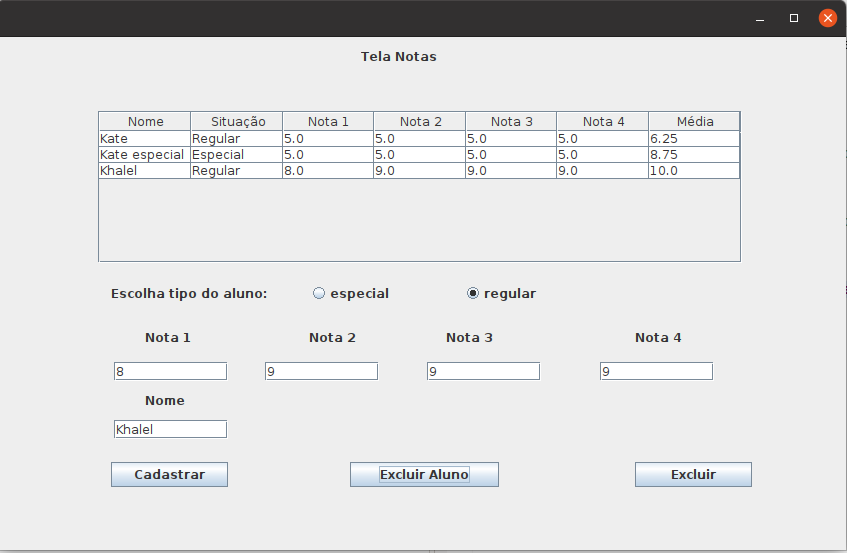 Tela Notas
Nome Situação Nota 1 Nota 2 Nota 3 Nota 4 Média
Kate Regular 5.0 5.0 5.0 5.0 6.25
Kate especial Especial 5.0 5.0 5.0 5.0 8.75
Khalel Regular 8.0 9.0 9.0 9.0 10.0
Escolha tipo do aluno: especial regular
Nota 1 Nota 2 Nota 3 Nota 4
8 9 9 9
Nome
Khalel
Cadastrar Excluir Aluno Excluir